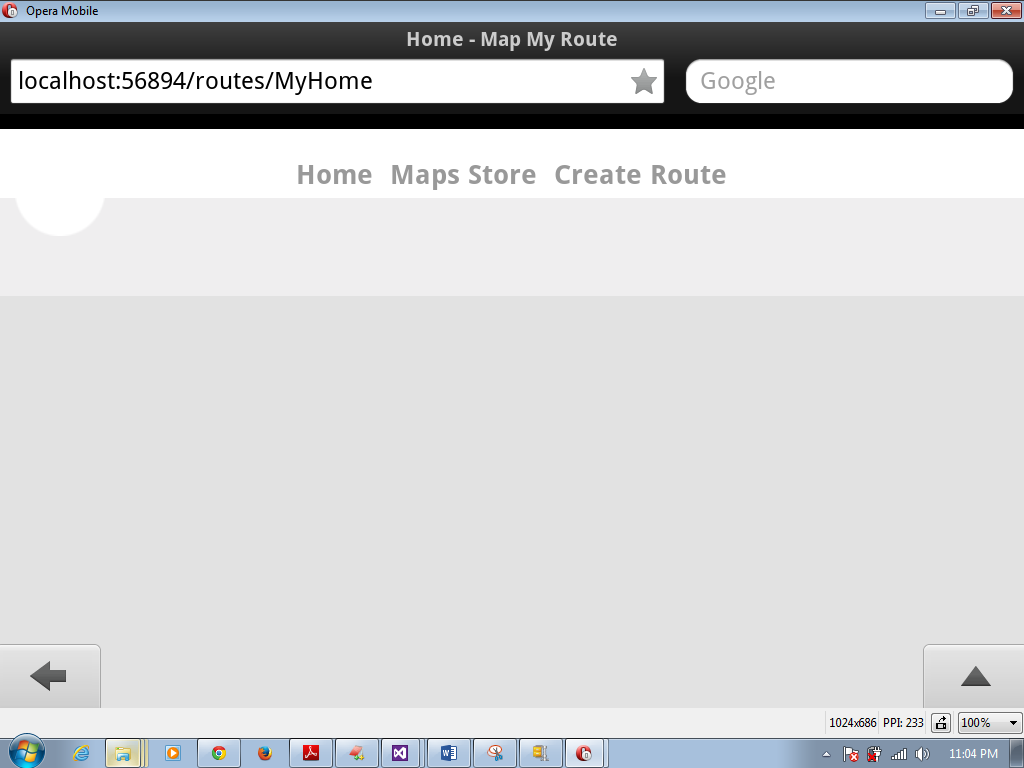 Opera Mobile
Home - Map My Route
localhost:56894/routes/MyHome
Google
Home Maps Store Create Route
1024x686 PPI: 233 100%
11:04 PM